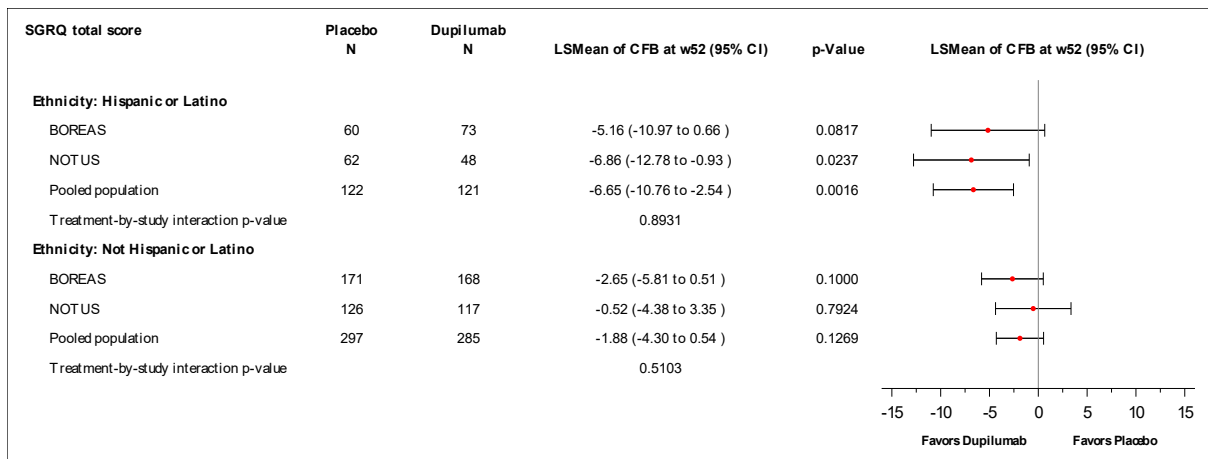 SGRQ total score Placebo N Dupilumab N LSMean of CFB at w52 (95% CI) p-Value LSMean of CFB at w52 (95% CI)
Ethnicity: Hispanic or Latino
BOREAS 60 73 -5.16 (-10.97 to 0.66 ) 0.0817
NOTUS 62 48 -6.86 (-12.78 to -0.93 ) 0.0237
Pooled population 122 121 -6.65 (-10.76 to -2.54 ) 0.0016
Treatment-by-study interaction p-value 0.8931
Ethnicity: Not Hispanic or Latino
BOREAS 171 168 -2.65 (-5.81 to 0.51 ) 0.1000
NOTUS 126 117 -0.52 (-4.38 to 3.35 ) 0.7924
Pooled population 297 285 -1.88 (-4.30 to 0.54 ) 0.1269
Treatment-by-study interaction p-value 0.5103
-15 -10 -5 0 5 10 15
Favors Dupilumab Favors Placebo